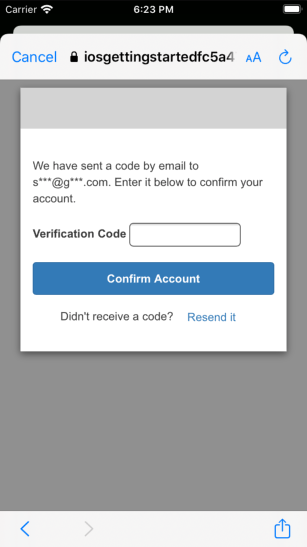 Carrier 6:23 PM
Cancel iosgettingstartedfc5a4 AA
We have sent a code by email to
s***@g***.com. Enter it below to confirm your
account.
Verification Code
Confirm Account
Didn't receive a code? Resend it